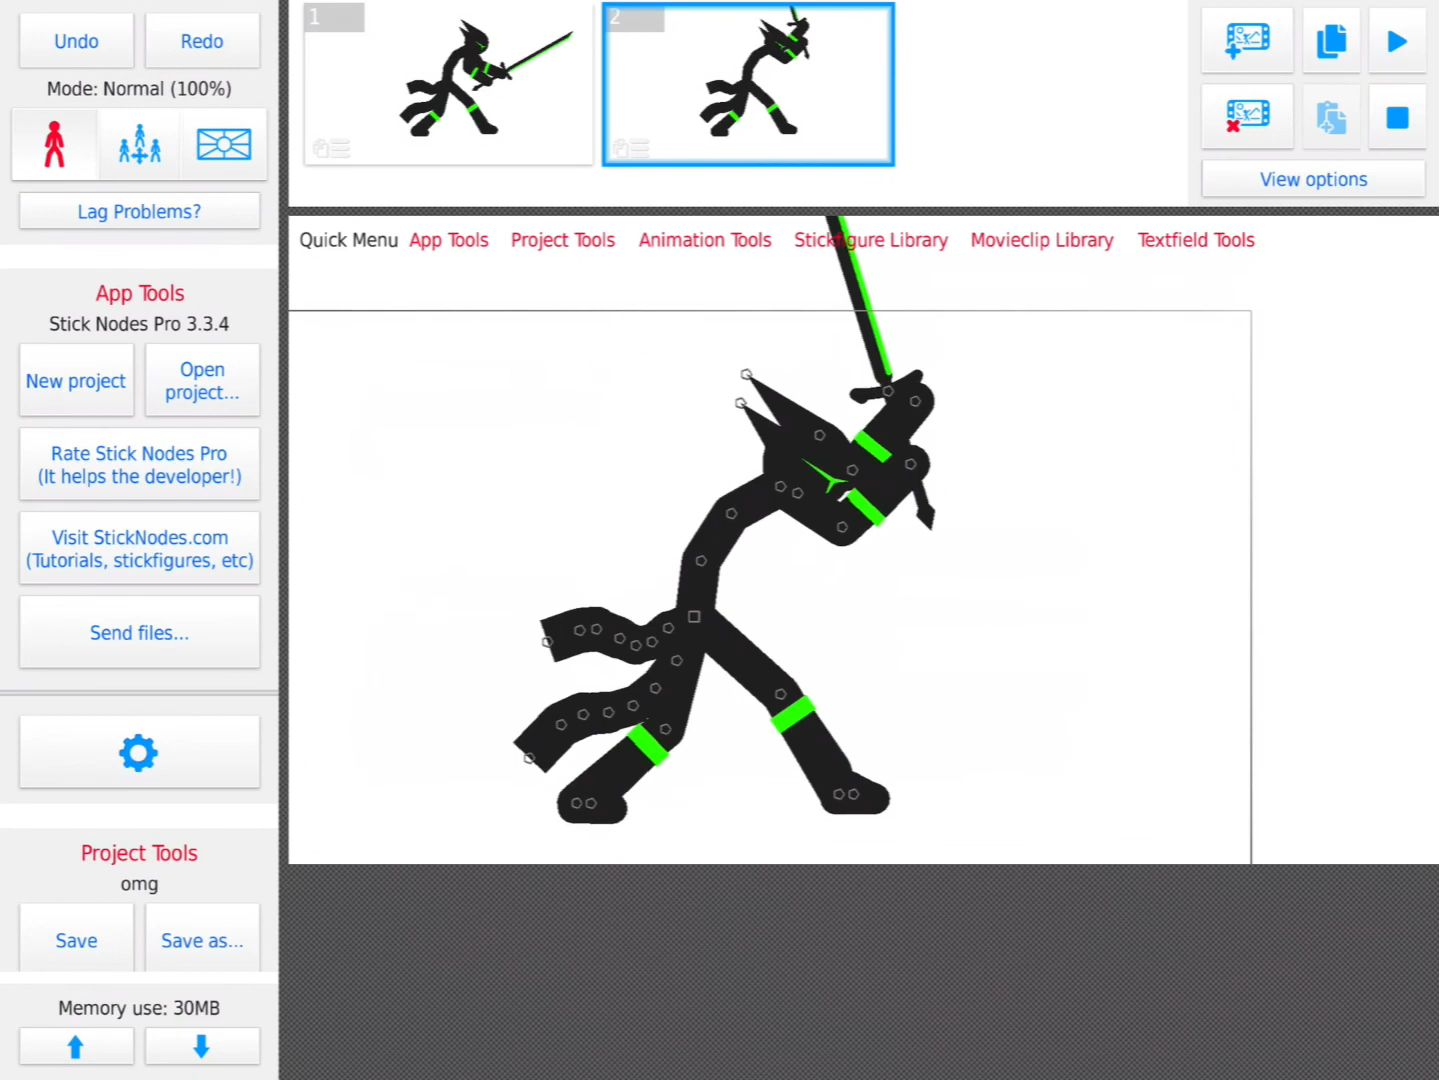 Undo
Redo
Mode: Normal (100%)
Lag Problems?
App Tools
Stick Nodes Pro 3.3.4
New project
Open
project...
Rate Stick Nodes Pro
(It helps the developer!)
Visit StickNodes.com
(Tutorials, stickfigures, etc)
Send files...
Project Tools
omg
Save
Save as...
Memory use: 30MB
1
2
View options
Quick Menu
App Tools
Project Tools
Animation Tools
Stickfigure Library
Movieclip Library
Textfield Tools